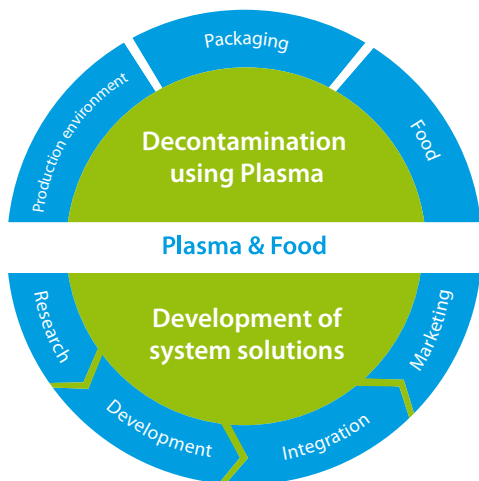 Production environment
Packaging
Food
Decontamination
using Plasma
Plasma & Food
Development of
system solutions
Research
Development
Integration
Marketing